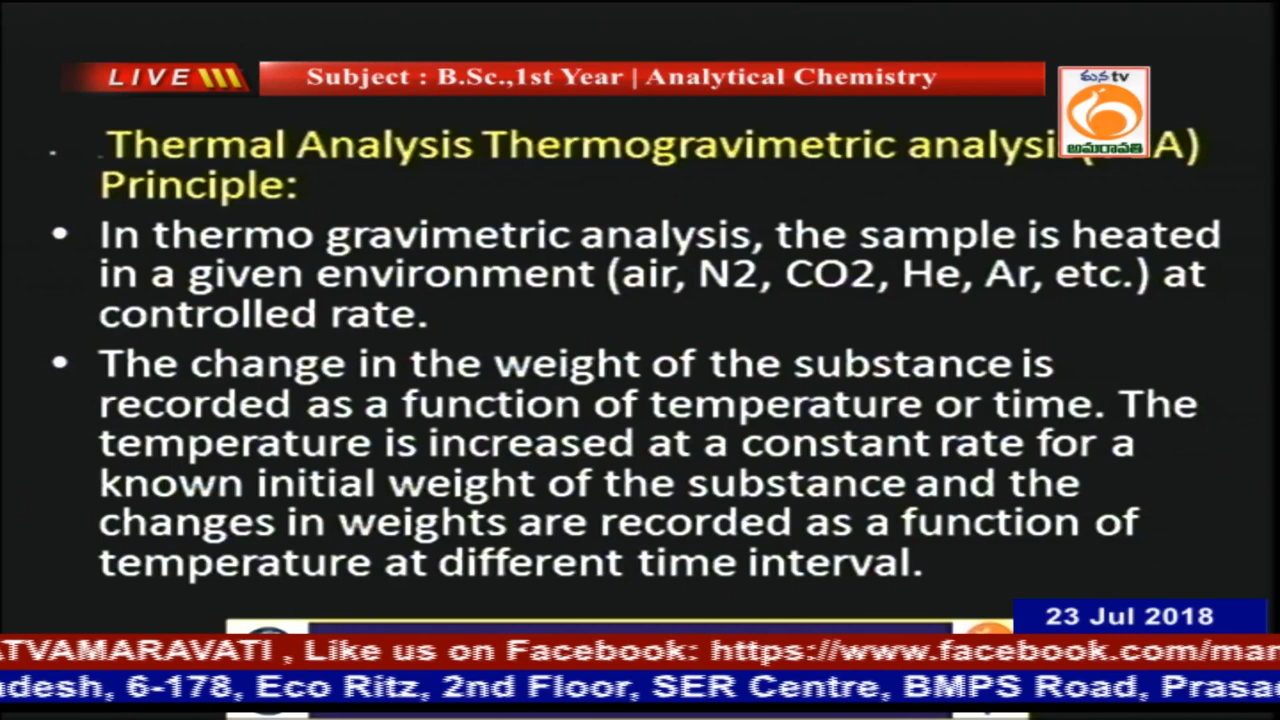 LIVE
Subject : B.Sc.,1st Year | Analytical Chemistry
మన tv
అమరావతి
Thermal Analysis Thermogravimetric analysi A)
Principle:
• In thermo gravimetric analysis, the sample is heated
in a given environment (air, N2, CO2, He, Ar, etc.) at
controlled rate.
• The change in the weight of the substance is
recorded as a function of temperature or time. The
temperature is increased at a constant rate for a
known initial weight of the substance and the
changes in weights are recorded as a function of
temperature at different time interval.
23 Jul 2018
ATVAMARAVATI , Like us on Facebook: https://www.facebook.com/man
adesh, 6-178, Eco Ritz, 2nd Floor, SER Centre, BMPS Road, Prasa